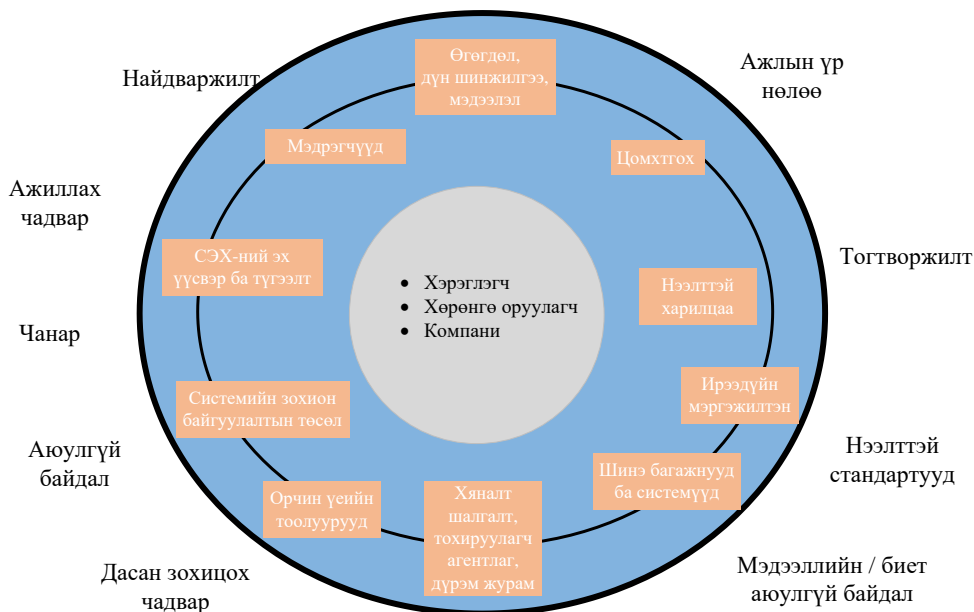 Өгөгдөл,
дүн шинжилгээ,
мэдээлэл
Найдваржилт
Ажлын үр
нөлөө
Мэдрэгчүүд
Цомхтгох
Ажиллах
чадвар
СЭХ-ний эх
үүсвэр ба түгээлт
Тогтворжилт
• Хэрэглэгч
• Хөрөнгө оруулагч
• Компани
Нээлттэй
харилцаа
Чанар
Системийн зохион
байгуулалтын төсөл
Ирээдүйн
мэргэжилтэн
Аюулгүй
байдал
Нээлттэй
стандартууд
Шинэ багажнууд
ба системүүд
Орчин үеийн
тоолуурууд
Хяналт
шалгалт,
тохируулагч
агентлаг,
дүрэм журам
Дасан зохицох
чадвар
Мэдээллийн / биет
аюулгүй байдал